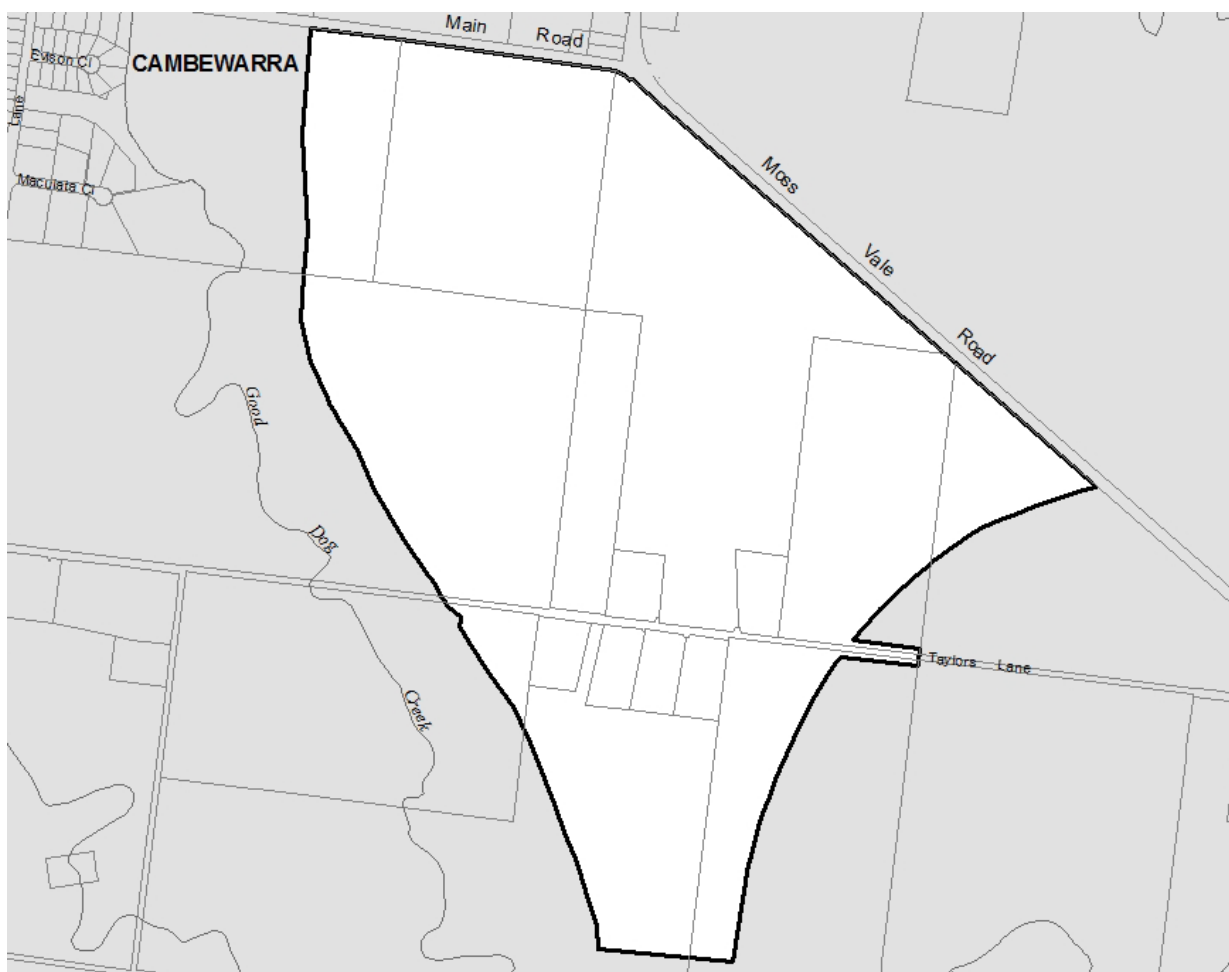 Main Road
Evison Cl
CAMBEWARRA
Lane
Maculata Cl
Moss Vale Road
Good Dog Creek
Taylors Lane